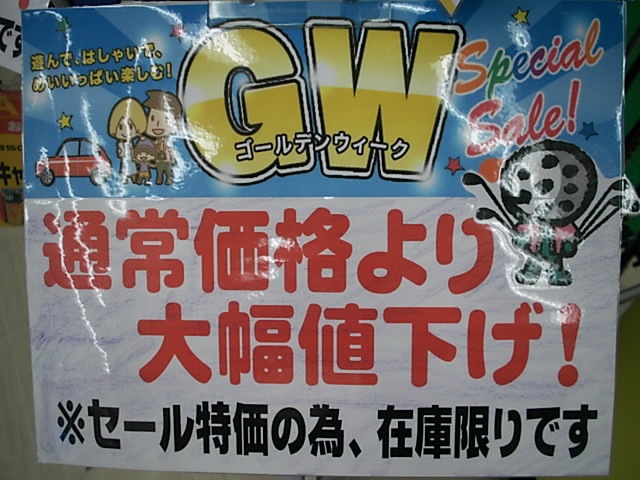 遊んで、はしゃいで、
めいいっぱい楽しむ!
GW
ゴールデンウィーク
Special
Sale!
通常価格より
大幅値下げ!
※セール特価の為、在庫限りです
です